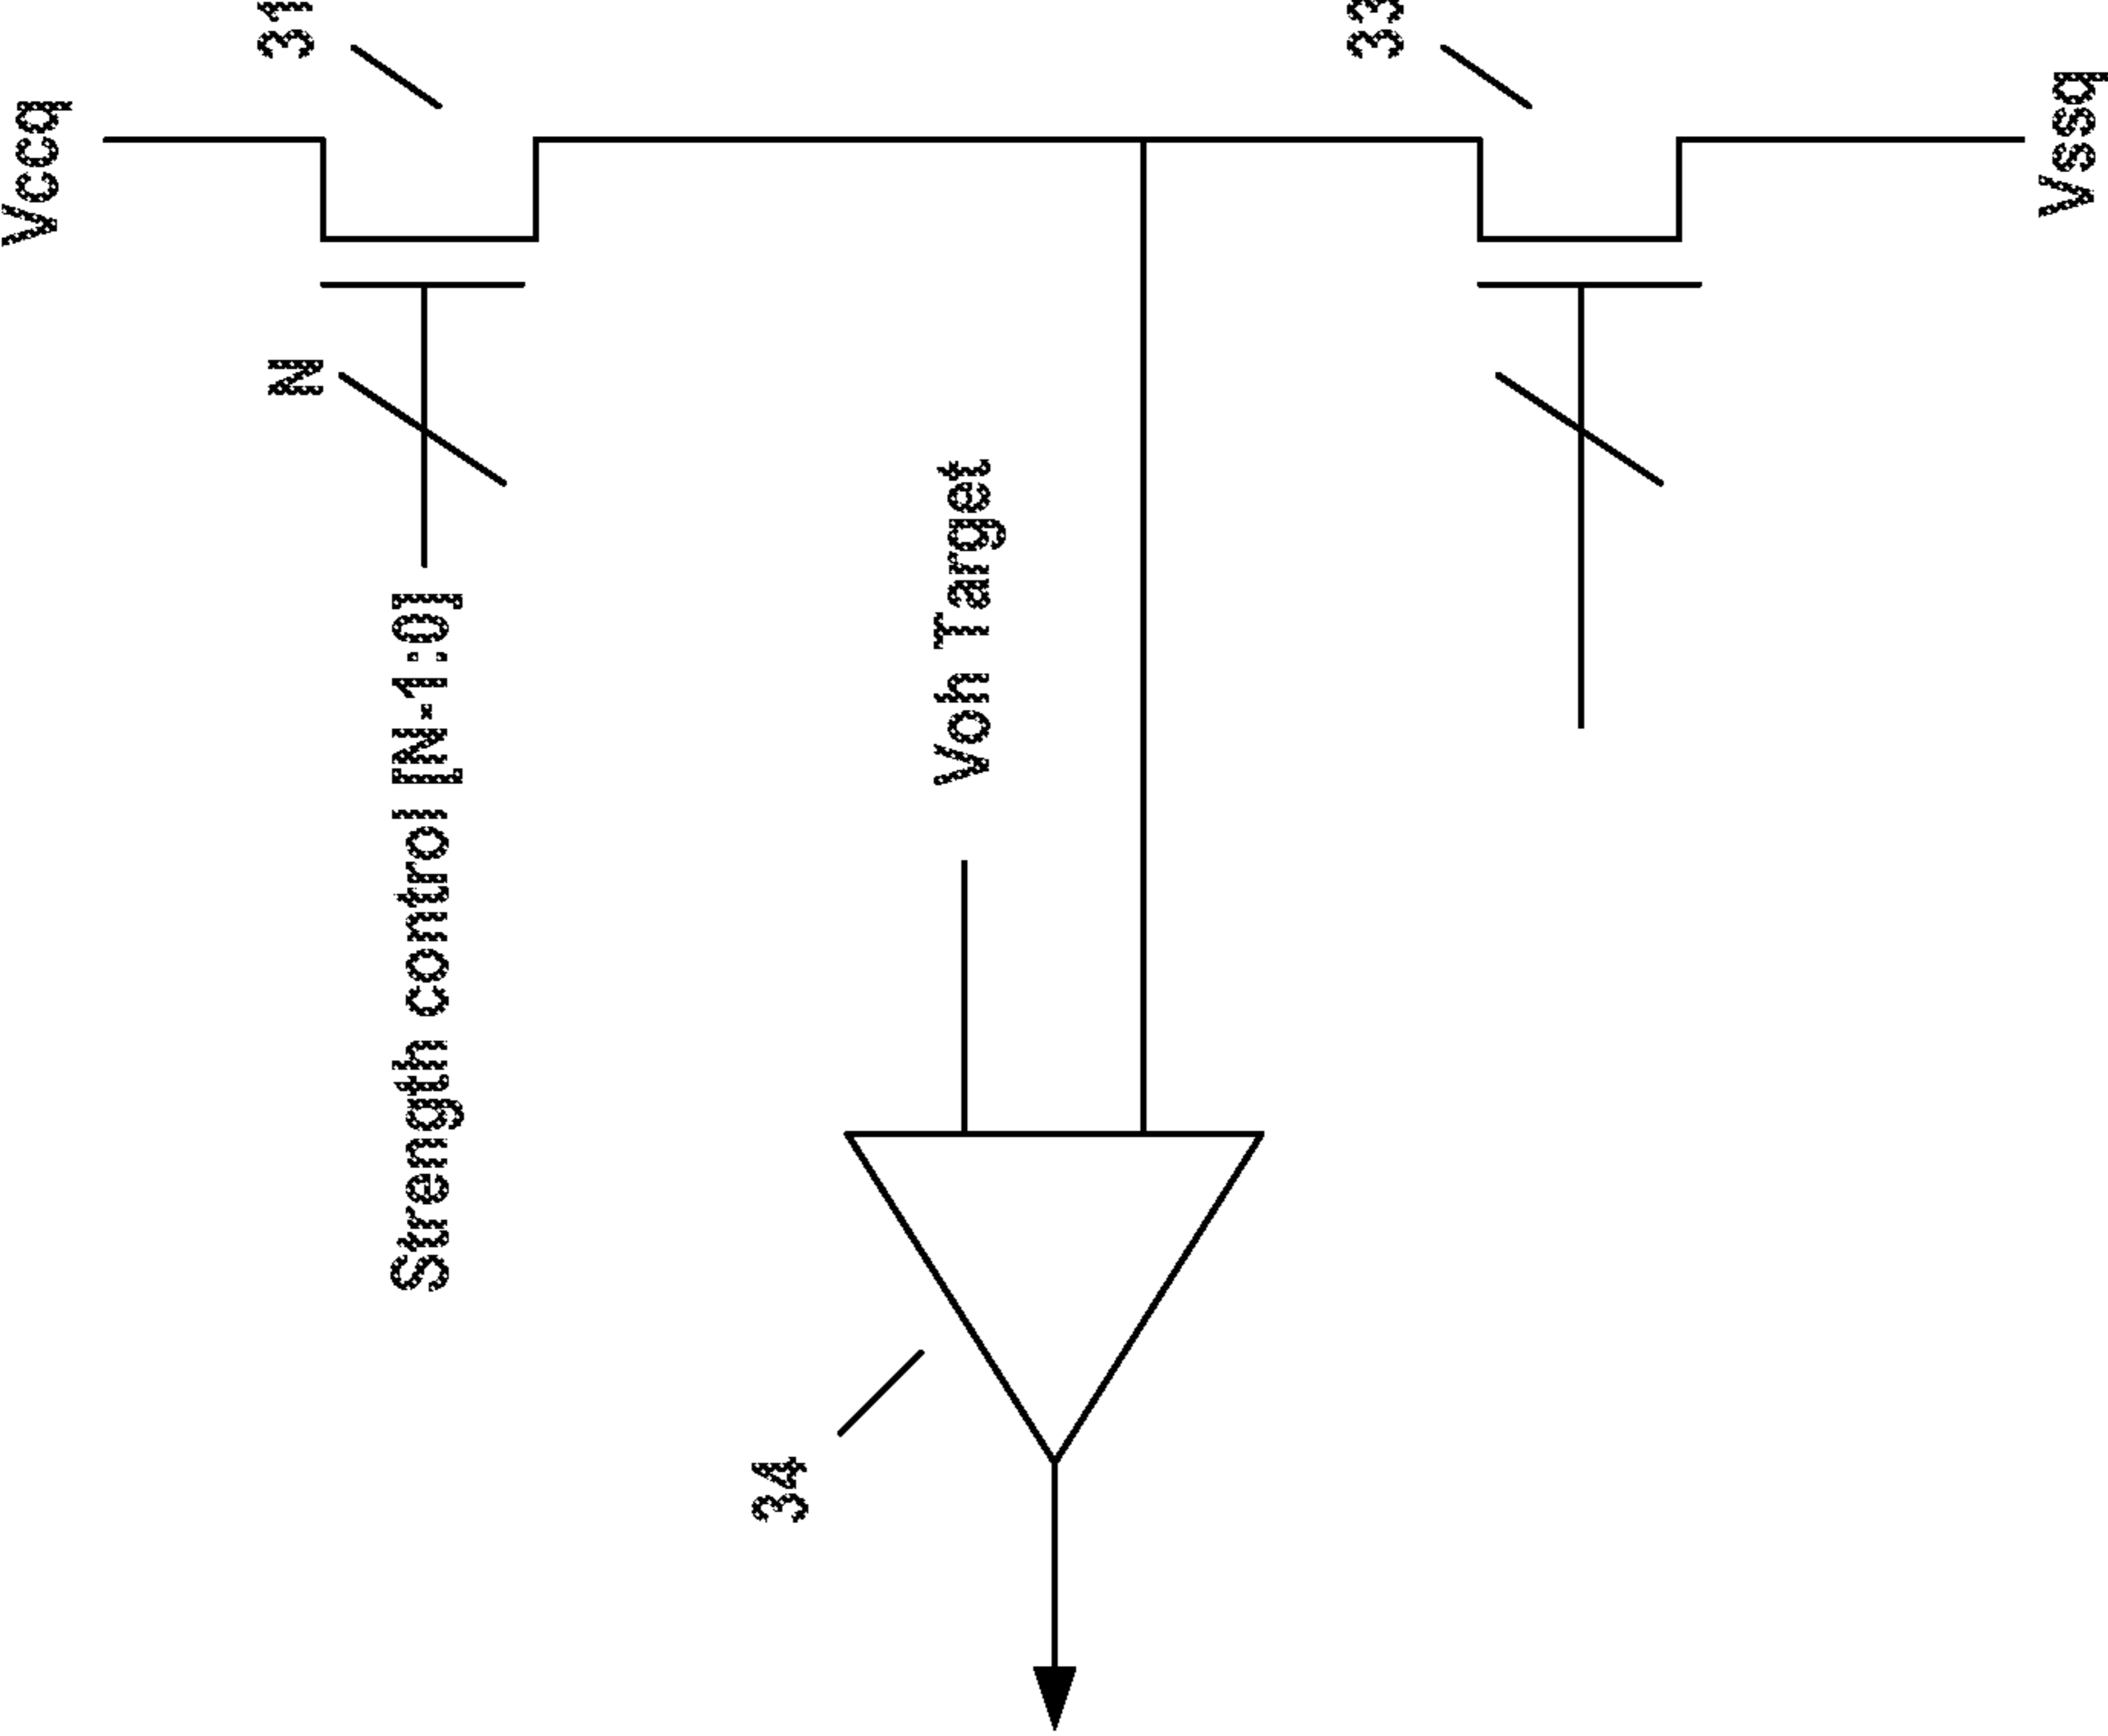 Vccq
31
N
Strength control [N-1:0]
Voh Target
34
33
Vssq